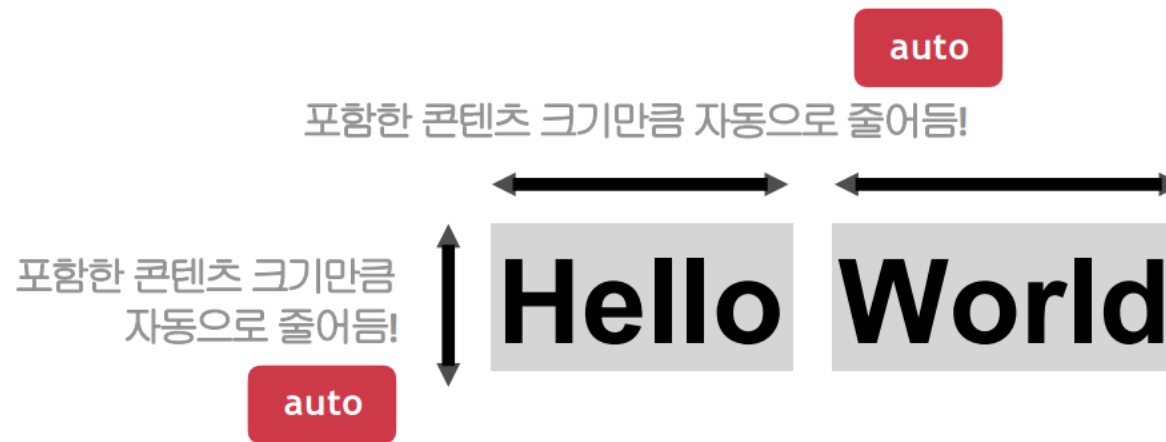 auto
포함한 콘텐츠 크기만큼 자동으로 줄어듬!
Hello World
포함한 콘텐츠 크기만큼
자동으로 줄어듬!
auto